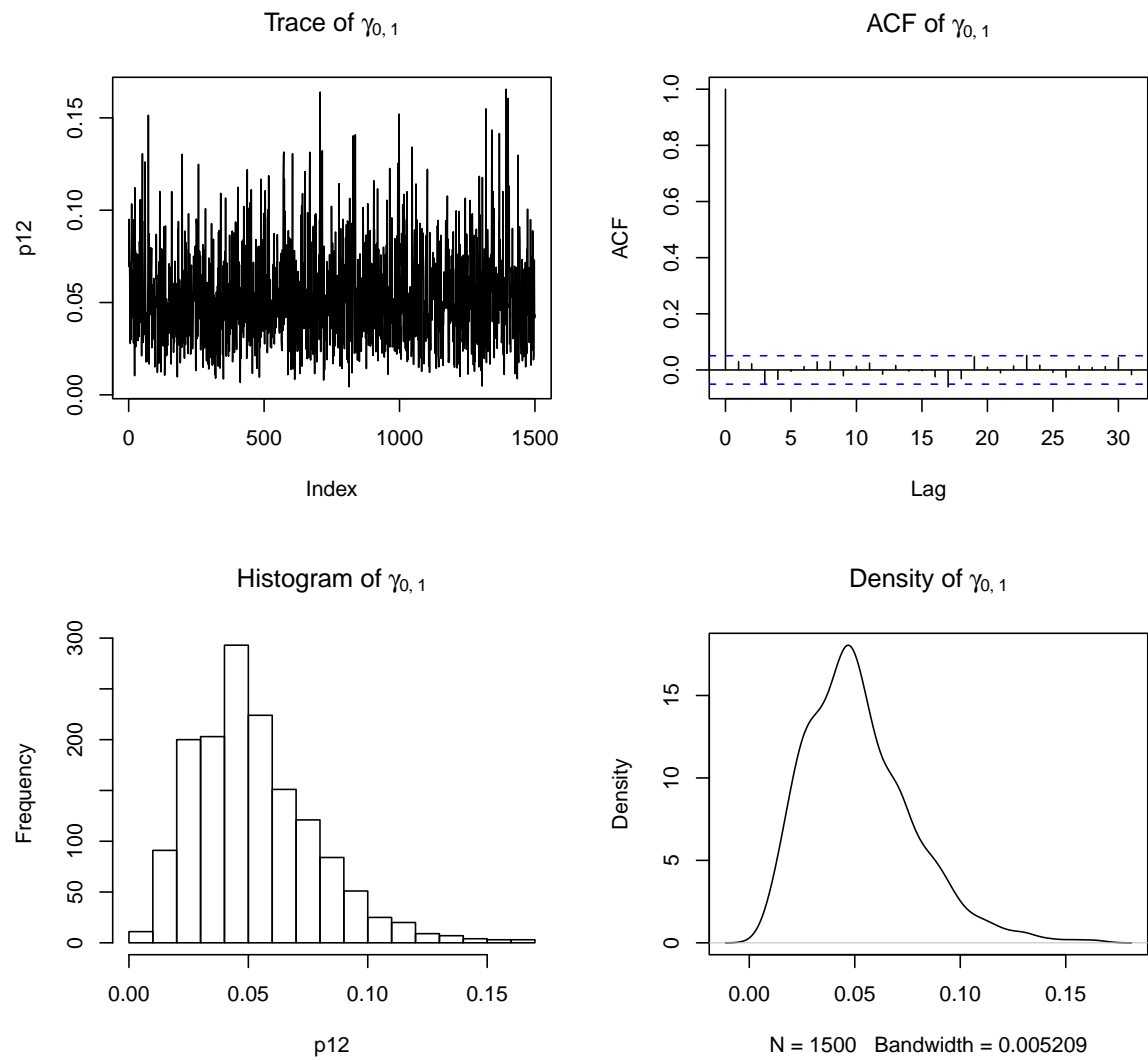 Trace of γ0, 1
p12
0.00 0.05 0.10 0.15
0 500 1000 1500
Index
ACF of γ0, 1
ACF
0.0 0.2 0.4 0.6 0.8 1.0
0 5 10 15 20 25 30
Lag
Histogram of γ0, 1
Frequency
0 50 100 200 300
0.00 0.05 0.10 0.15
p12
Density of γ0, 1
Density
0 5 10 15
0.00 0.05 0.10 0.15
N = 1500 Bandwidth = 0.005209